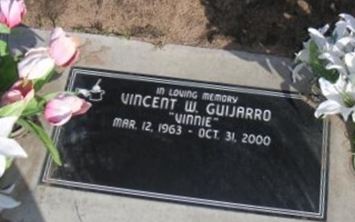 IN LOVING MEMORY
VINCENT W. GUIJARRO
"VINNIE"
MAR. 12, 1963 - OCT. 31, 2000